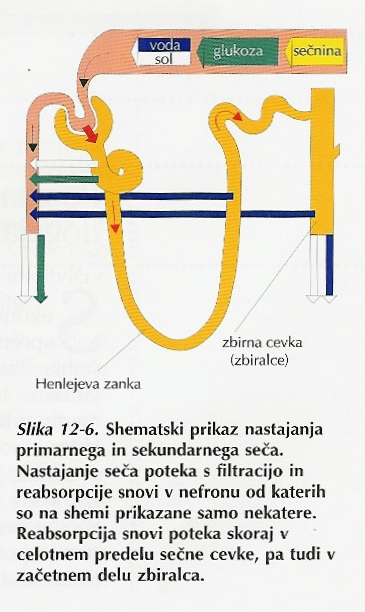 voda
sol
glukoza
sečnina
zbirna cevka
(zbiralce)
Henlejeva zanka
Slika 12-6. Shematski prikaz nastajanja
primarnega in sekundarnega seča.
Nastajanje seča poteka s filtracijo in
reabsorpcije snovi v nefronu od katerih
so na shemi prikazane samo nekatere.
Reabsorpcija snovi poteka skoraj v
celotnem predelu sečne cevke, pa tudi v
začetnem delu zbiralca.